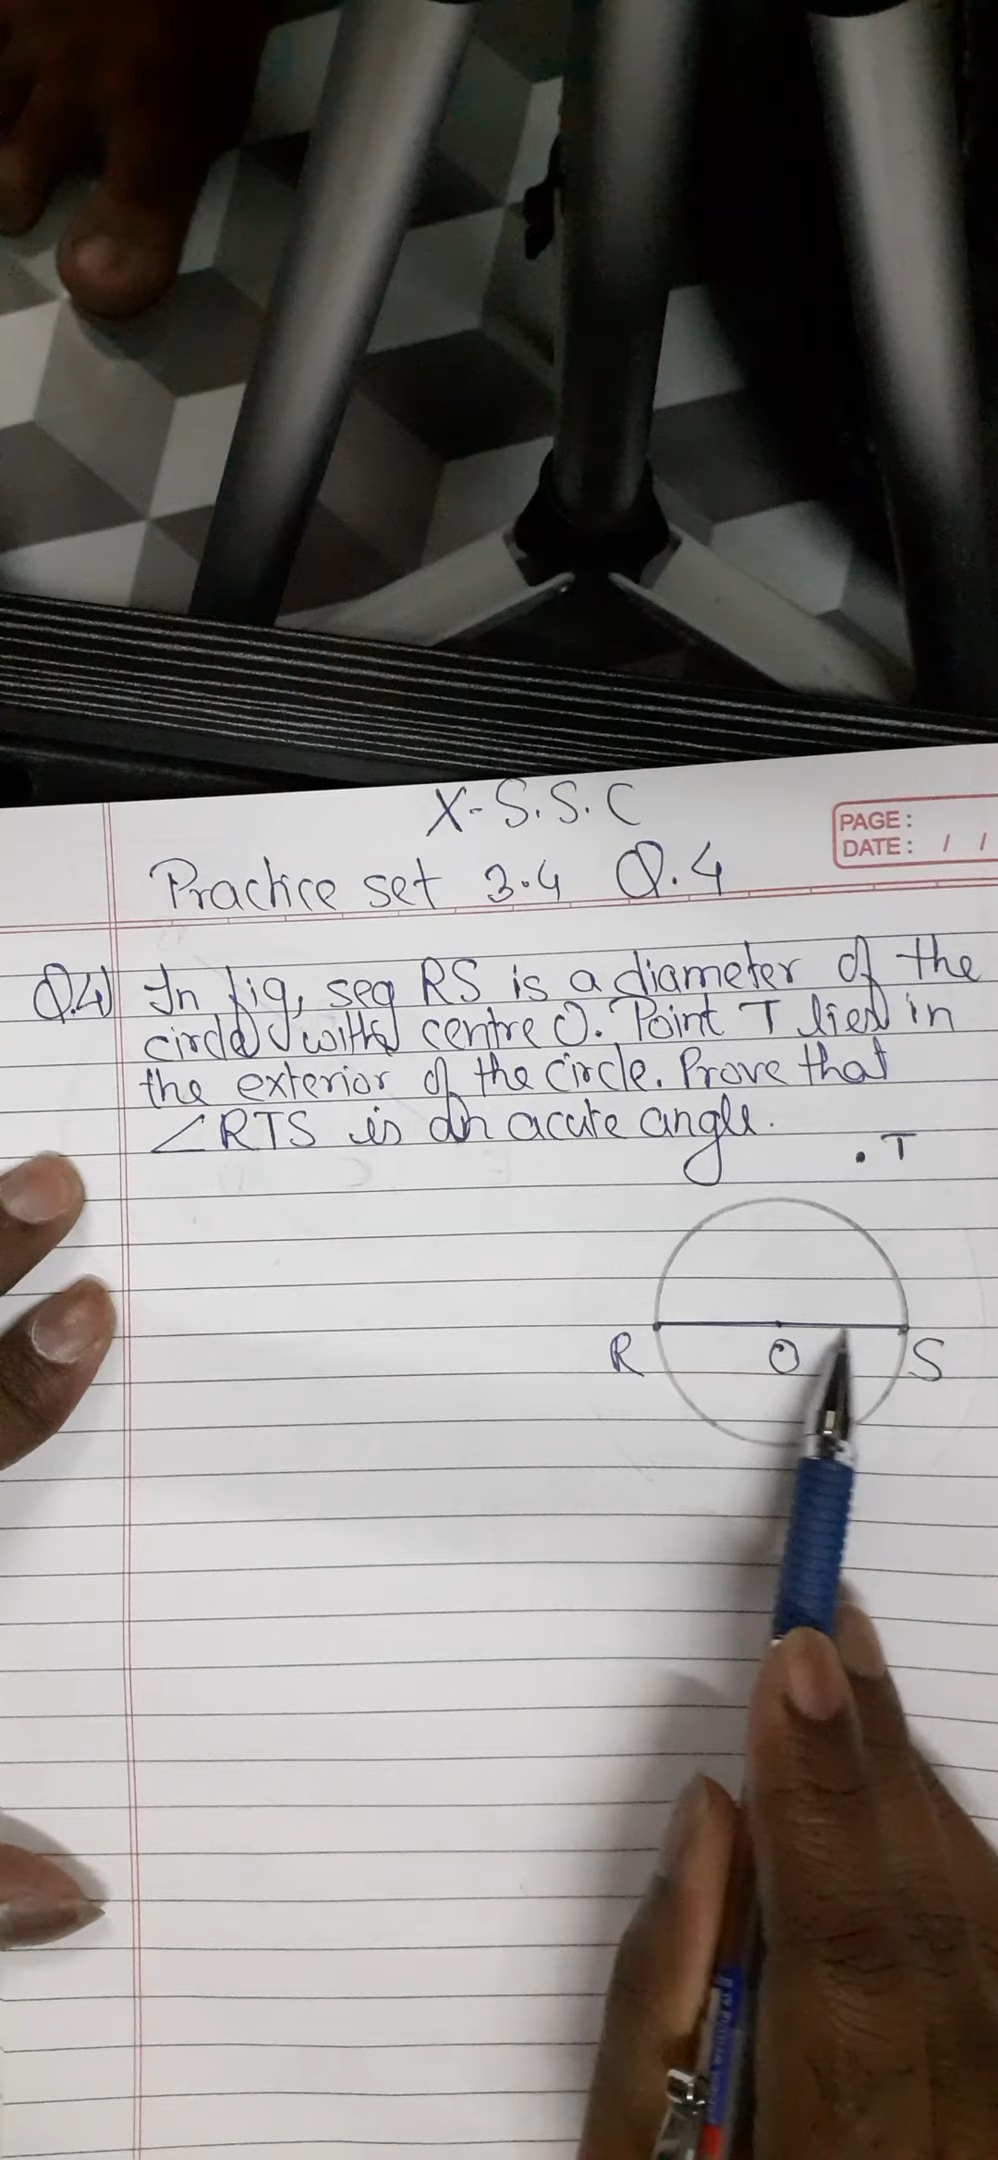 X-S.S.C
PAGE:
DATE: / /
Practice set 3.4 Q.4
Q.4) In fig, seg RS is a diameter of the
circle with centre O. Point T lies in
the exterior of the circle. Prove that
∠RTS is an acute angle.
. T
R O S